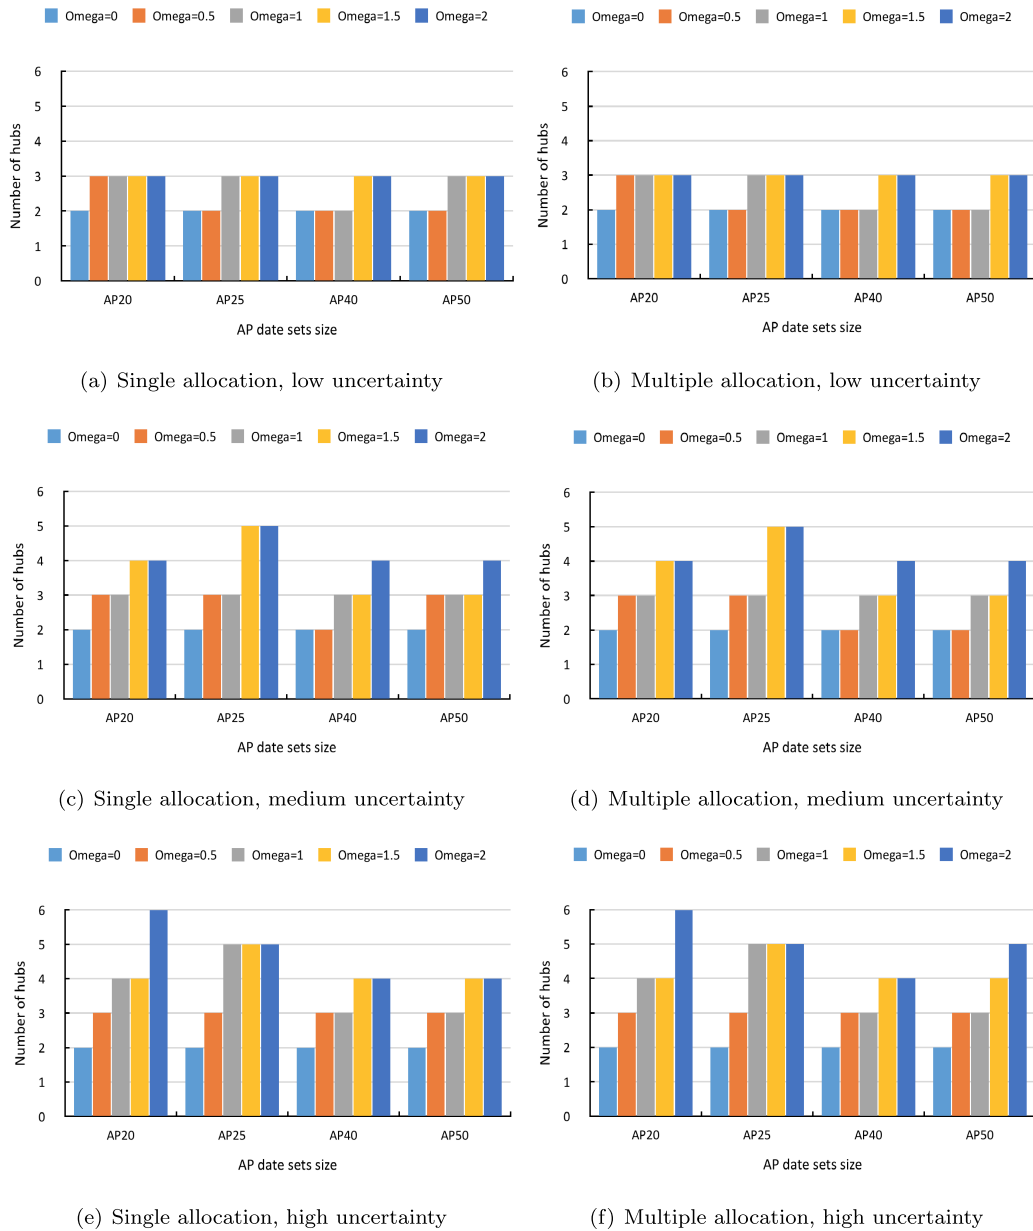 Omega=0 Omega=0.5 Omega=1 Omega=1.5 Omega=2
Number of hubs
6
5
4
3
2
1
0
AP20 AP25 AP40 AP50
AP date sets size
(a) Single allocation, low uncertainty
Omega=0 Omega=0.5 Omega=1 Omega=1.5 Omega=2
Number of hubs
6
5
4
3
2
1
0
AP20 AP25 AP40 AP50
AP date sets size
(b) Multiple allocation, low uncertainty
Omega=0 Omega=0.5 Omega=1 Omega=1.5 Omega=2
Number of hubs
6
5
4
3
2
1
0
AP20 AP25 AP40 AP50
AP date sets size
(c) Single allocation, medium uncertainty
Omega=0 Omega=0.5 Omega=1 Omega=1.5 Omega=2
Number of hubs
6
5
4
3
2
1
0
AP20 AP25 AP40 AP50
AP date sets size
(d) Multiple allocation, medium uncertainty
Omega=0 Omega=0.5 Omega=1 Omega=1.5 Omega=2
Number of hubs
6
5
4
3
2
1
0
AP20 AP25 AP40 AP50
AP date sets size
(e) Single allocation, high uncertainty
Omega=0 Omega=0.5 Omega=1 Omega=1.5 Omega=2
Number of hubs
6
5
4
3
2
1
0
AP20 AP25 AP40 AP50
AP date sets size
(f) Multiple allocation, high uncertainty